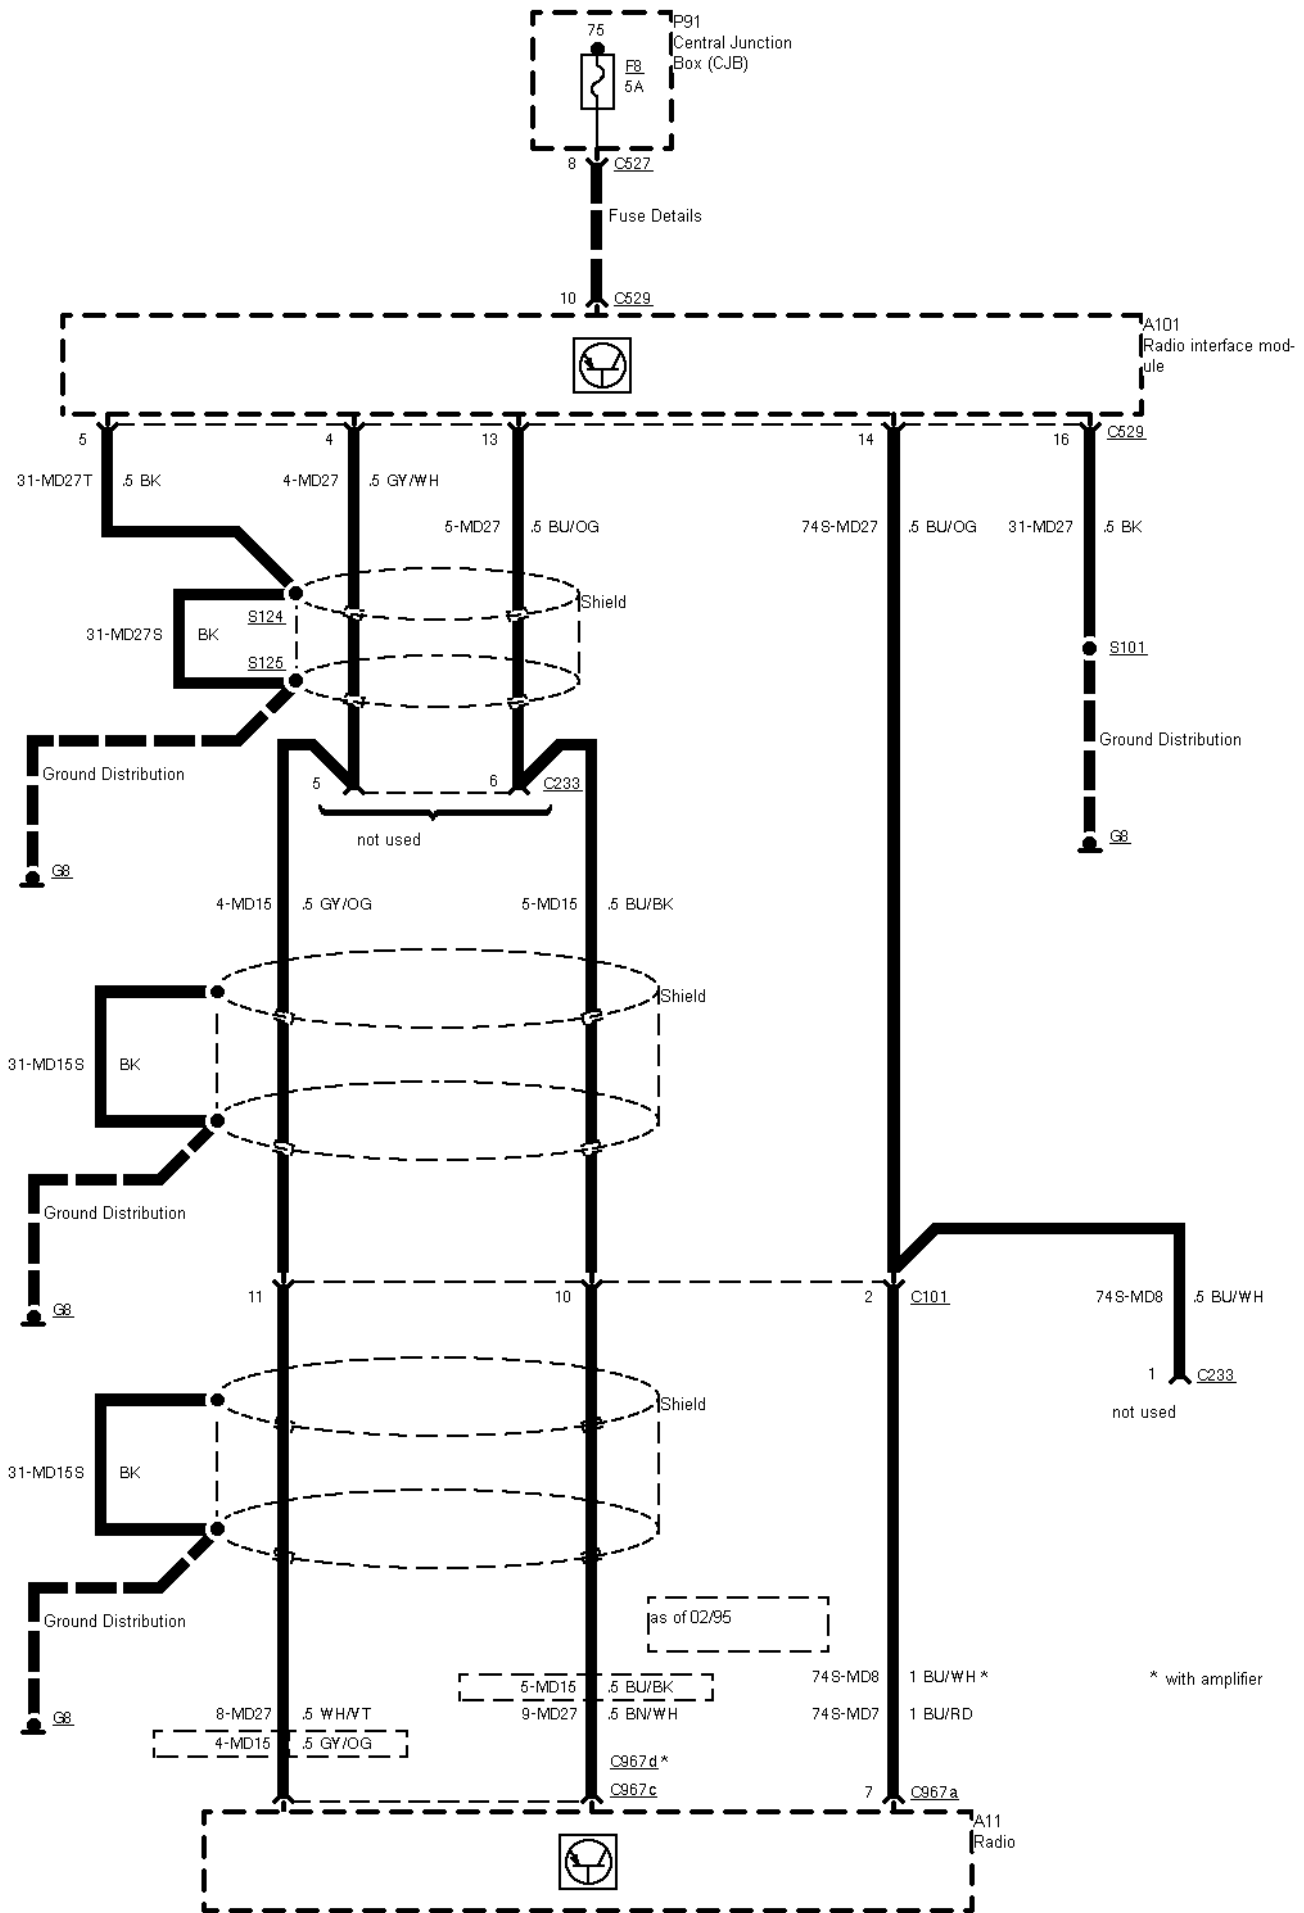 P91
75
Central Junction
Box (CJB)
F8
5A
8 C527
Fuse Details
10 C529
A101
Radio interface mod-
ule
5 4 13 14 16 C529
31-MD27T .5 BK 4-MD27 .5 GY/WH
5-MD27 .5 BU/OG 74S-MD27 .5 BU/OG 31-MD27 .5 BK
Shield
S124
31-MD27S BK
S125
S101
Ground Distribution
Ground Distribution
5 6 C233
not used
G8
G8
4-MD15 .5 GY/OG 5-MD15 .5 BU/BK
Shield
31-MD15S BK
Ground Distribution
G8
11 10 2 C101 74S-MD8 .5 BU/WH
1 C233
not used
Shield
31-MD15S BK
Ground Distribution
as of 02/95
74S-MD8 1 BU/WH * * with amplifier
5-MD15 .5 BU/BK
G8
8-MD27 .5 WH/VT 9-MD27 .5 BN/WH 74S-MD7 1 BU/RD
4-MD15 .5 GY/OG
C967d *
C967c 7 C967a
A11
Radio